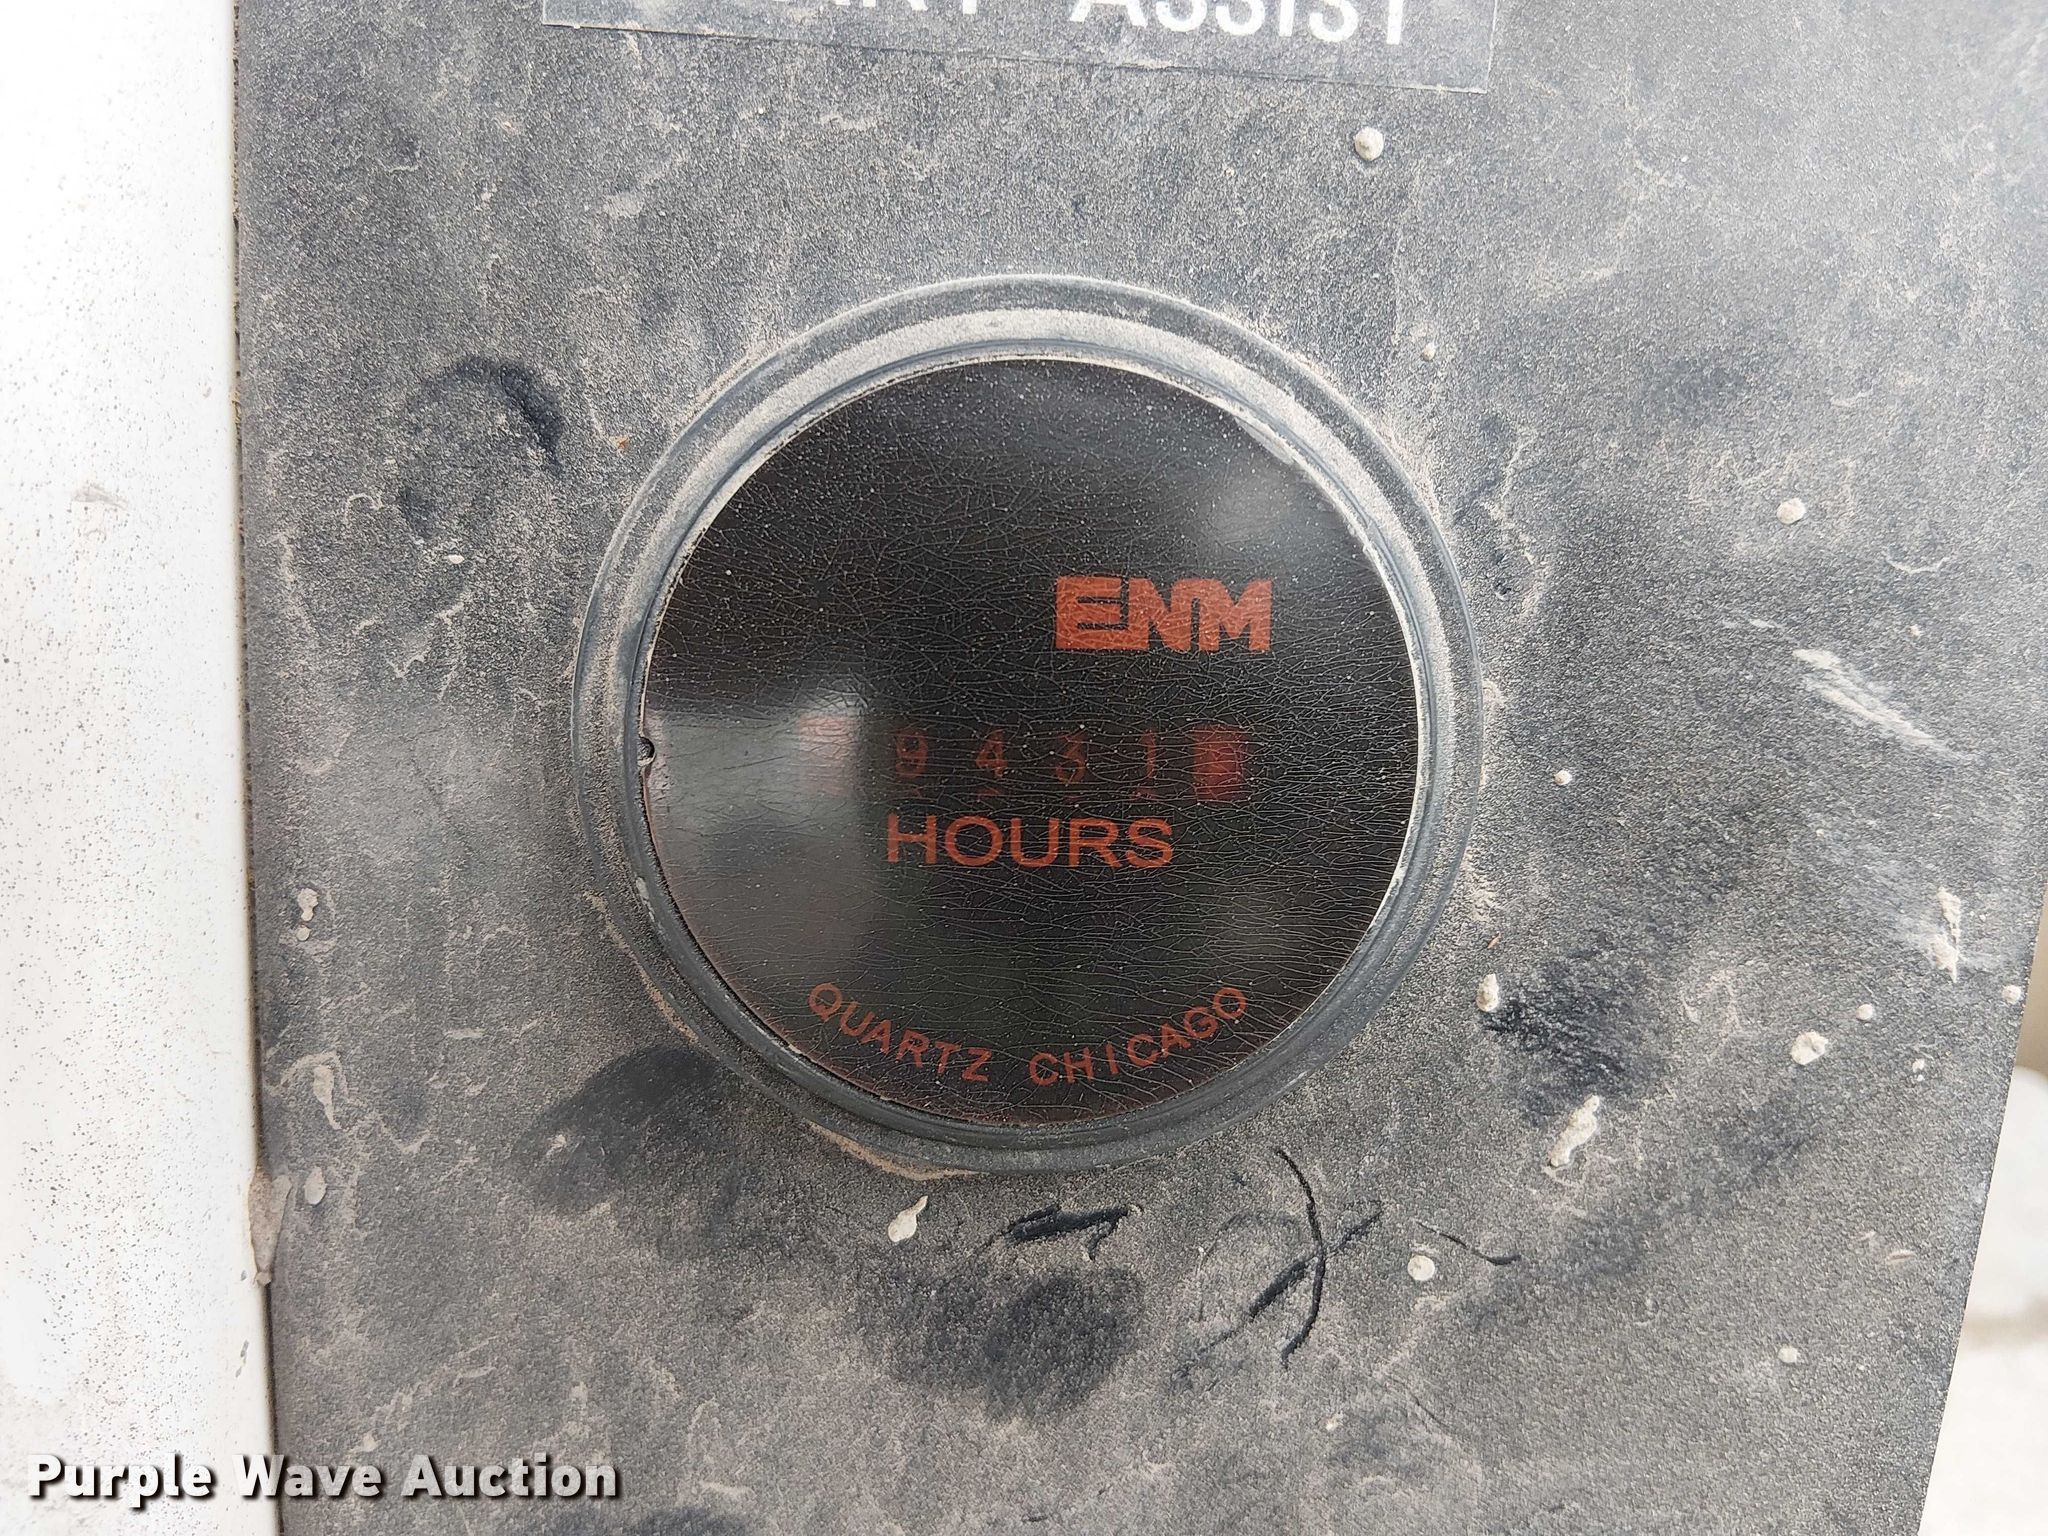 ASSIST
ENM
9431
HOURS
QUARTZ CHICAGO
Purple Wave Auction